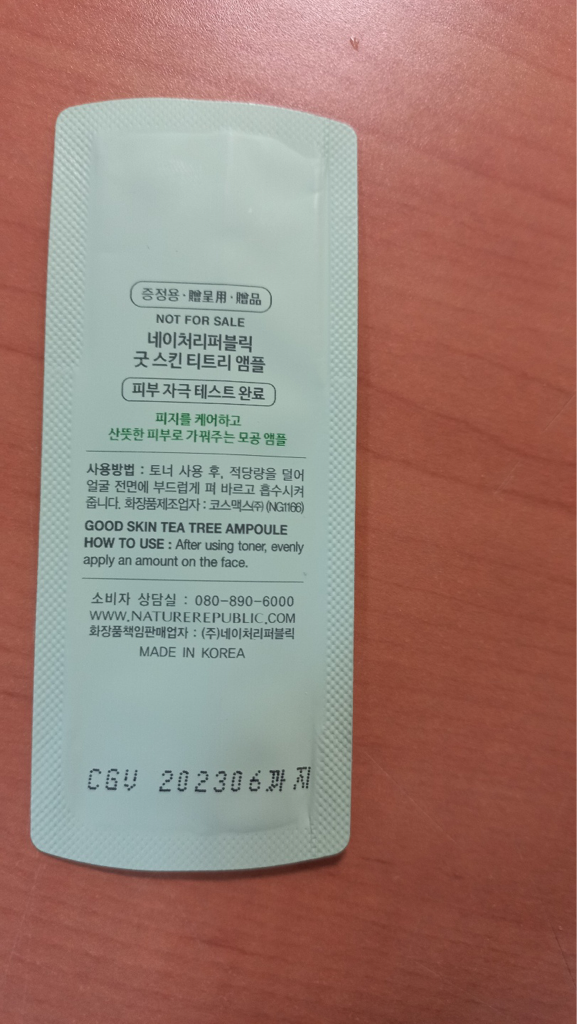 증정용·贈呈用·贈品
NOT FOR SALE
네이처리퍼블릭
굿 스킨 티트리 앰플
피부 자극 테스트 완료
피지를 케어하고
산뜻한 피부로 가꿔주는 모공 앰플
사용방법 : 토너 사용 후, 적당량을 덜어
얼굴 전면에 부드럽게 펴 바르고 흡수시켜
줍니다. 화장품제조업자 : 코스맥스㈜ (NG1166)
GOOD SKIN TEA TREE AMPOULE
HOW TO USE : After using toner, evenly
apply an amount on the face.
소비자 상담실 : 080-890-6000
WWW.NATUREREPUBLIC.COM
화장품책임판매업자 : (주)네이처리퍼블릭
MADE IN KOREA
CGV 202306까지